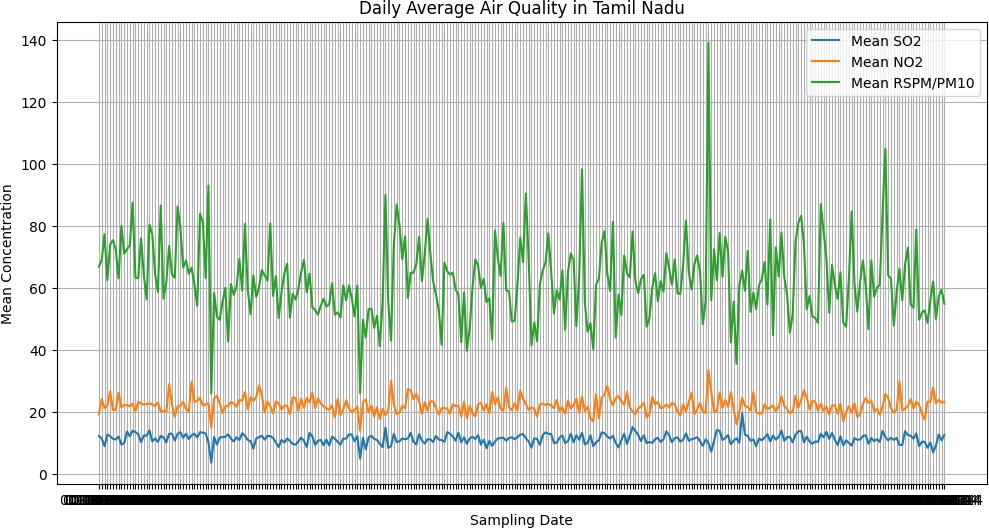 Daily Average Air Quality in Tamil Nadu
Mean SO2
Mean NO2
Mean RSPM/PM10
140
120
100
80
60
40
20
0
Mean Concentration
Sampling Date